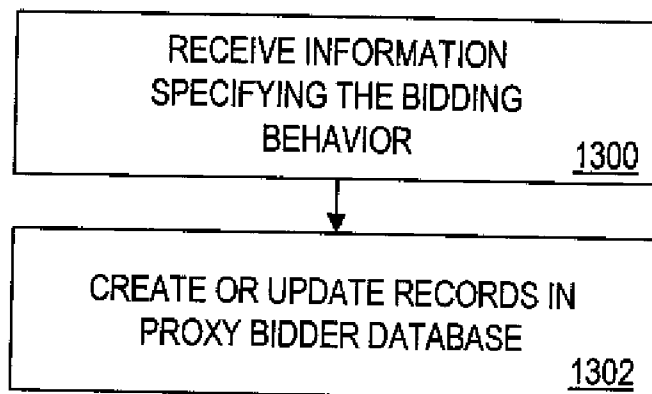 RECEIVE INFORMATION
SPECIFYING THE BIDDING
BEHAVIOR
1300
CREATE OR UPDATE RECORDS IN
PROXY BIDDER DATABASE
1302